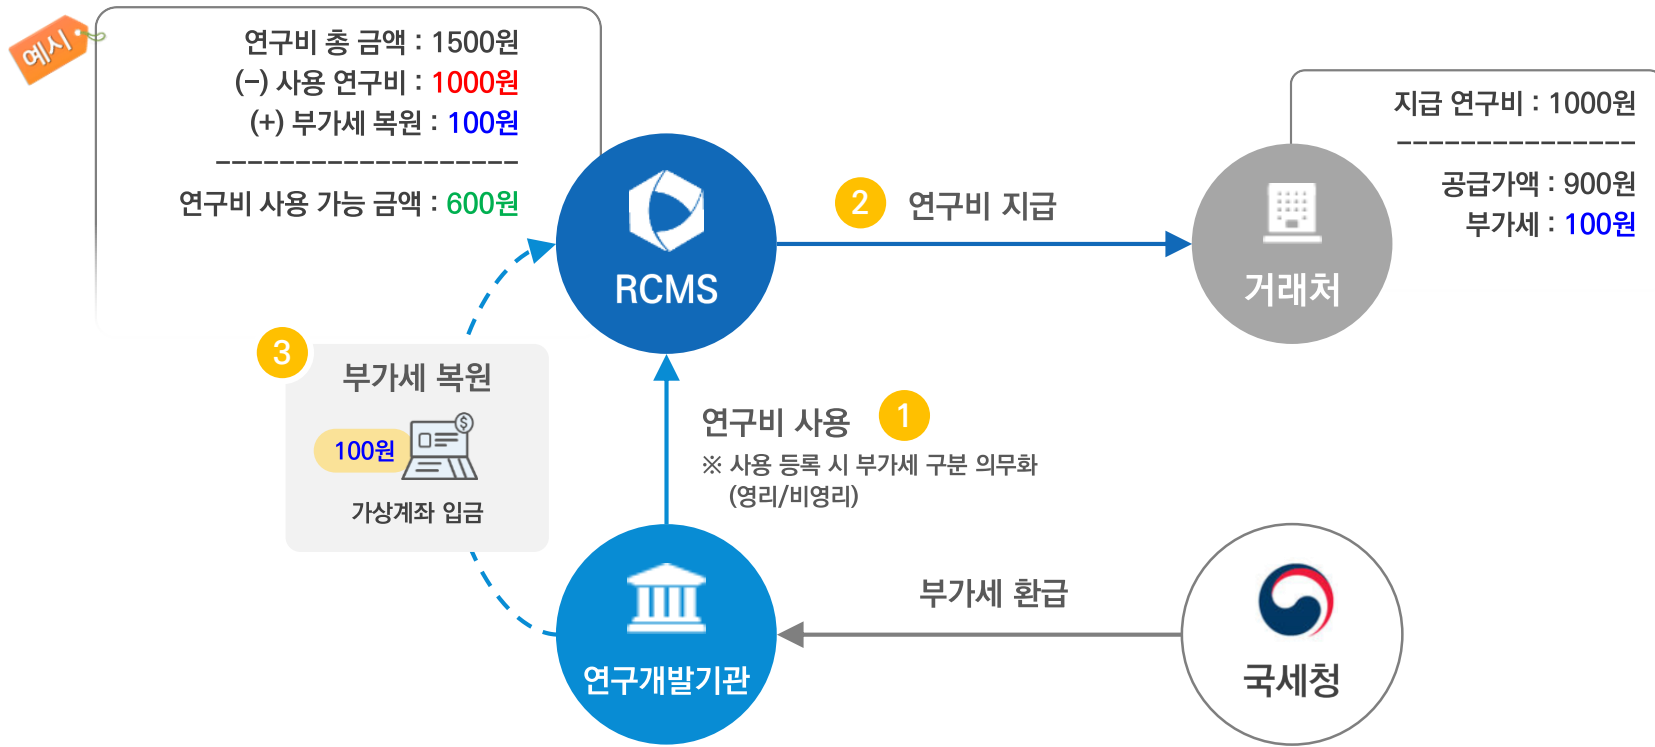 예시
연구비 총 금액 : 1500원
(-) 사용 연구비 : 1000원
(+) 부가세 복원 : 100원
-------------------
연구비 사용 가능 금액 : 600원
지급 연구비 : 1000원
---------------
공급가액 : 900원
부가세 : 100원
RCMS
2 연구비 지급
거래처
3
부가세 복원
100원
$
가상계좌 입금
연구비 사용 1
※ 사용 등록 시 부가세 구분 의무화
(영리/비영리)
연구개발기관
부가세 환급
국세청